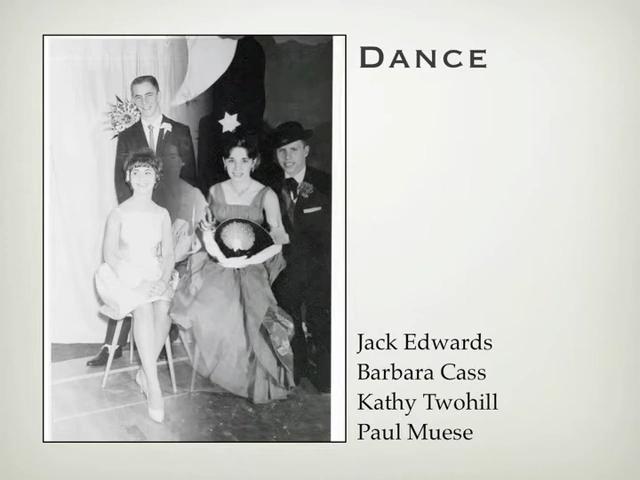 DANCE
Jack Edwards
Barbara Cass
Kathy Twohill
Paul Muese